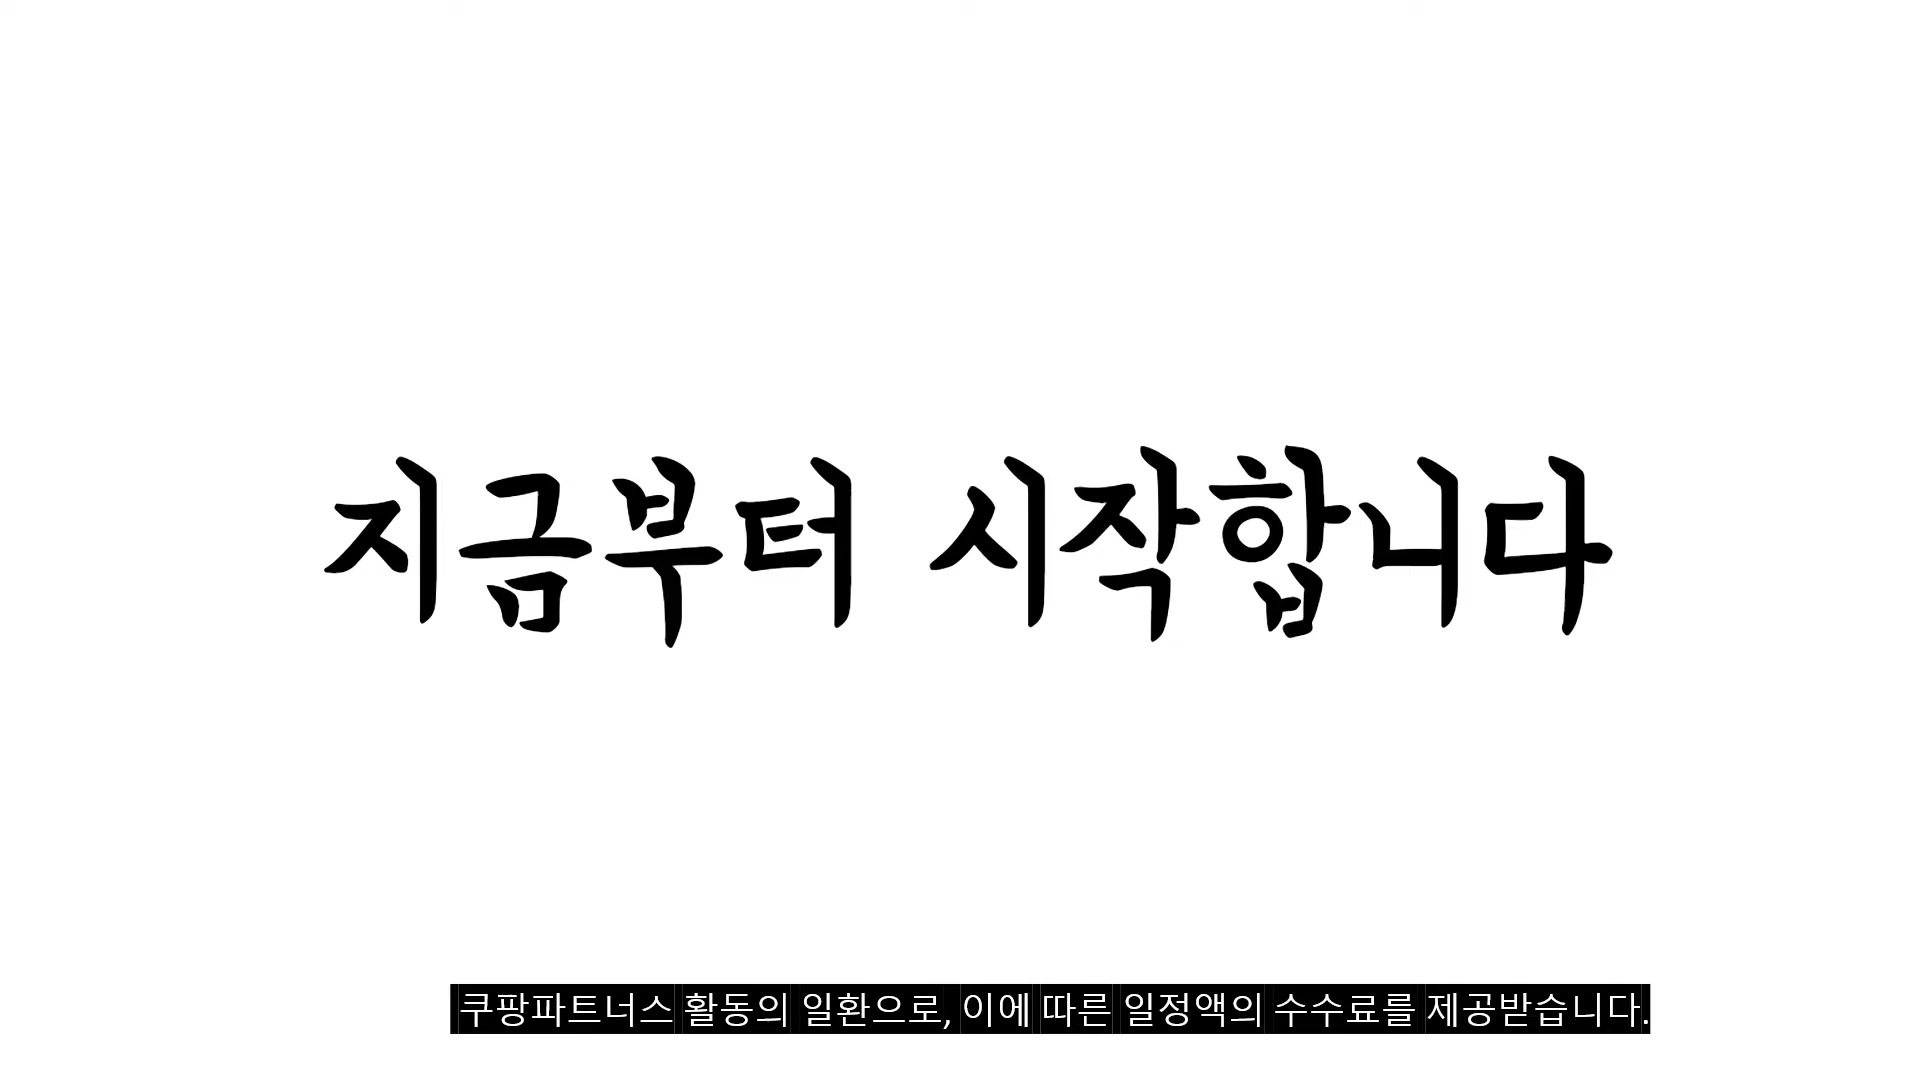 지금부터 시작합니다
쿠팡파트너스 활동의 일환으로, 이에 따른 일정액의 수수료를 제공받습니다.